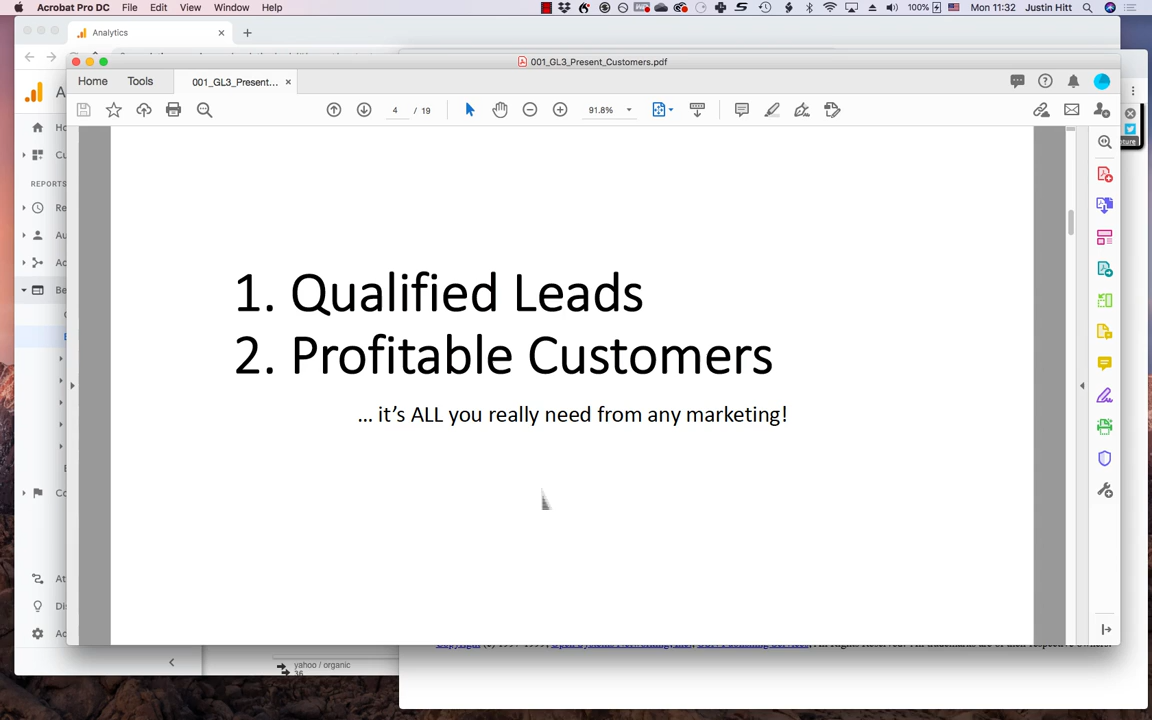 Acrobat Pro DC File Edit View Window Help 100% Mon 11:32 Justin Hitt
Analytics
001_GL3_Present_Customers.pdf
Home Tools 001_GL3_Present... 4 / 19 91.8%
REPORTS
1. Qualified Leads
2. Profitable Customers
... it's ALL you really need from any marketing!
yahoo / organic
36